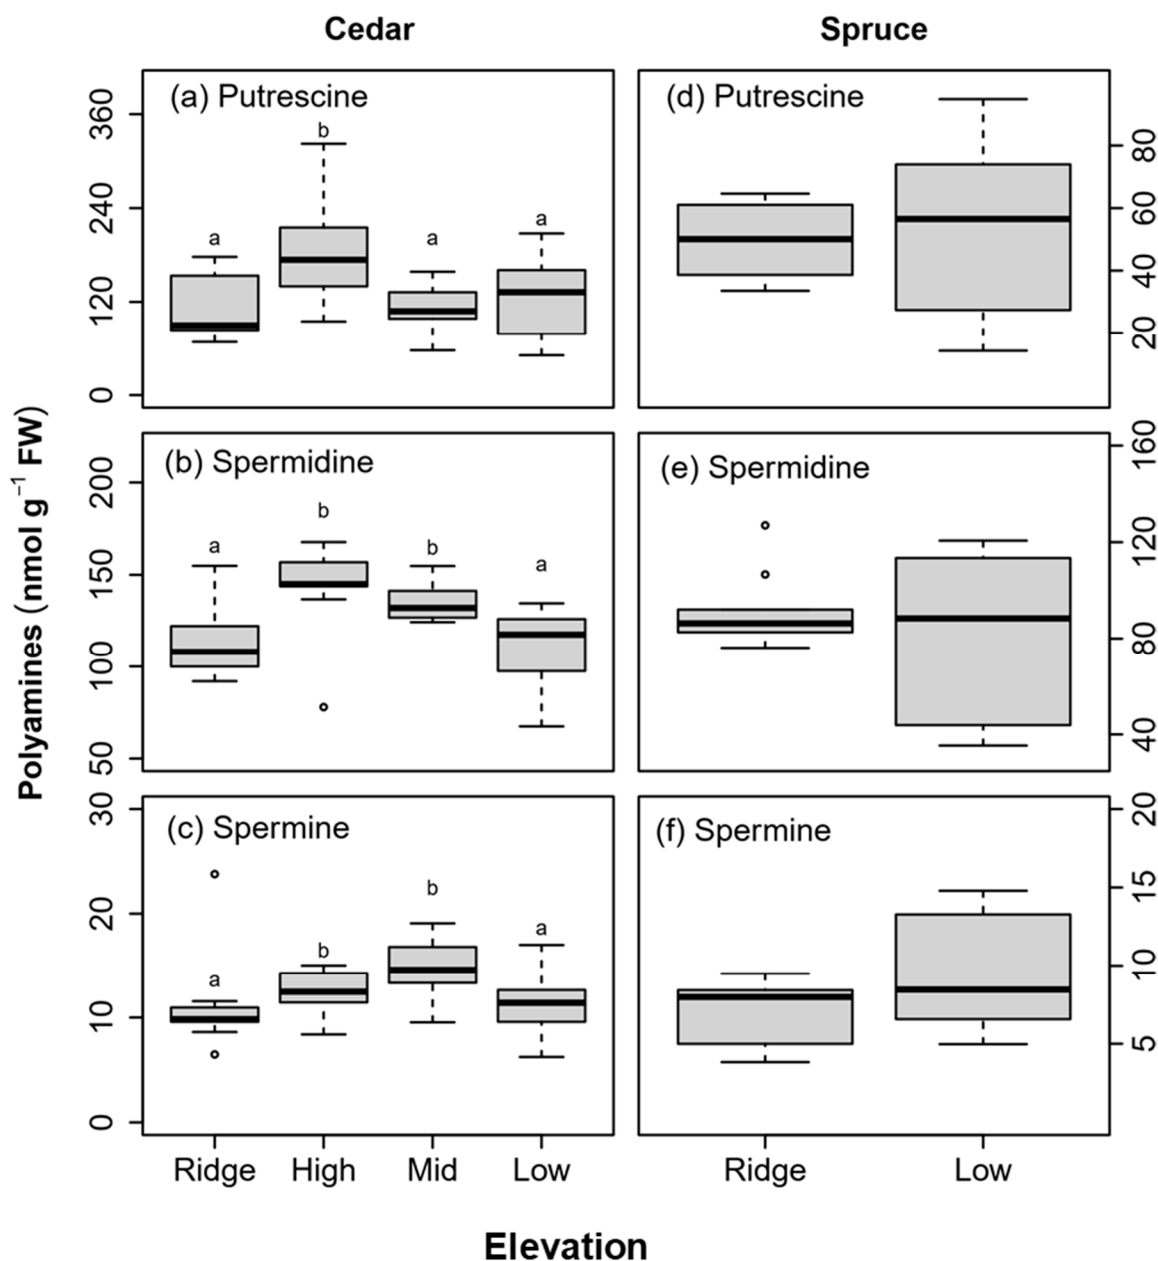 Cedar
Spruce
Polyamines (nmol g⁻¹ FW)
(a) Putrescine
360
240
120
0
a
b
a
a
(d) Putrescine
80
60
40
20
(b) Spermidine
200
150
100
50
a
b
b
a
(e) Spermidine
160
120
80
40
(c) Spermine
30
20
10
0
a
b
b
a
(f) Spermine
20
15
10
5
Ridge High Mid Low
Ridge Low
Elevation